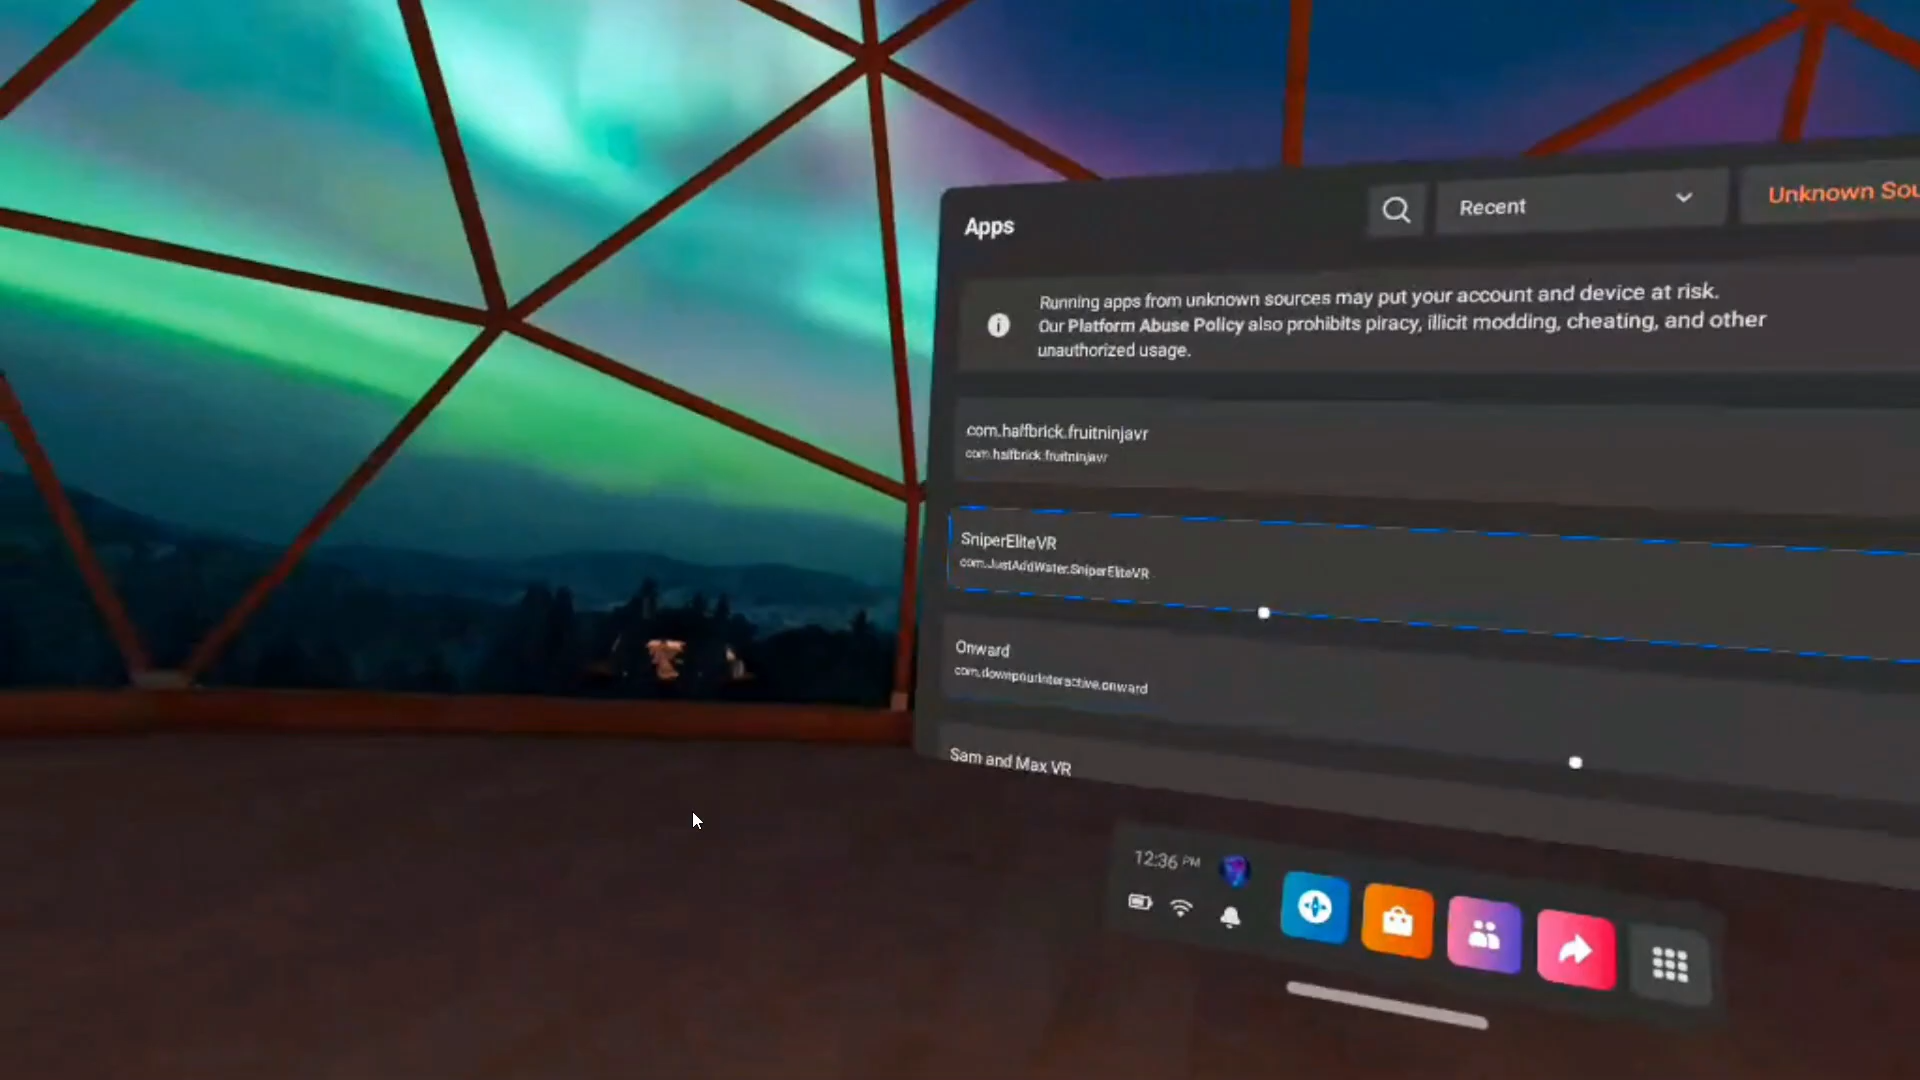 Apps
Recent
Unknown Sou
Running apps from unknown sources may put your account and device at risk.
Our Platform Abuse Policy also prohibits piracy, illicit modding, cheating, and other
unauthorized usage.
com.halfbrick.fruitninjavr
com.halfbrick.fruitninjavr
SniperEliteVR
com.JustAddWater.SniperEliteVR
Onward
com.downpourinteractive.onward
Sam and Max VR
12:36 PM